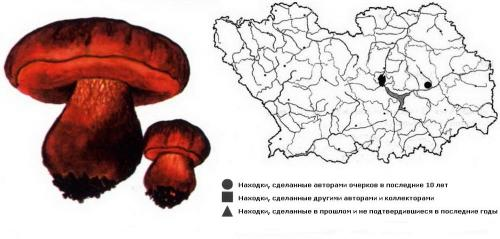 Находки, сделанные авторами очерков в последние 10 лет
Находки, сделанные другими авторами и коллекторами
Находки, сделанные в прошлом и не подтвердившиеся в последние годы